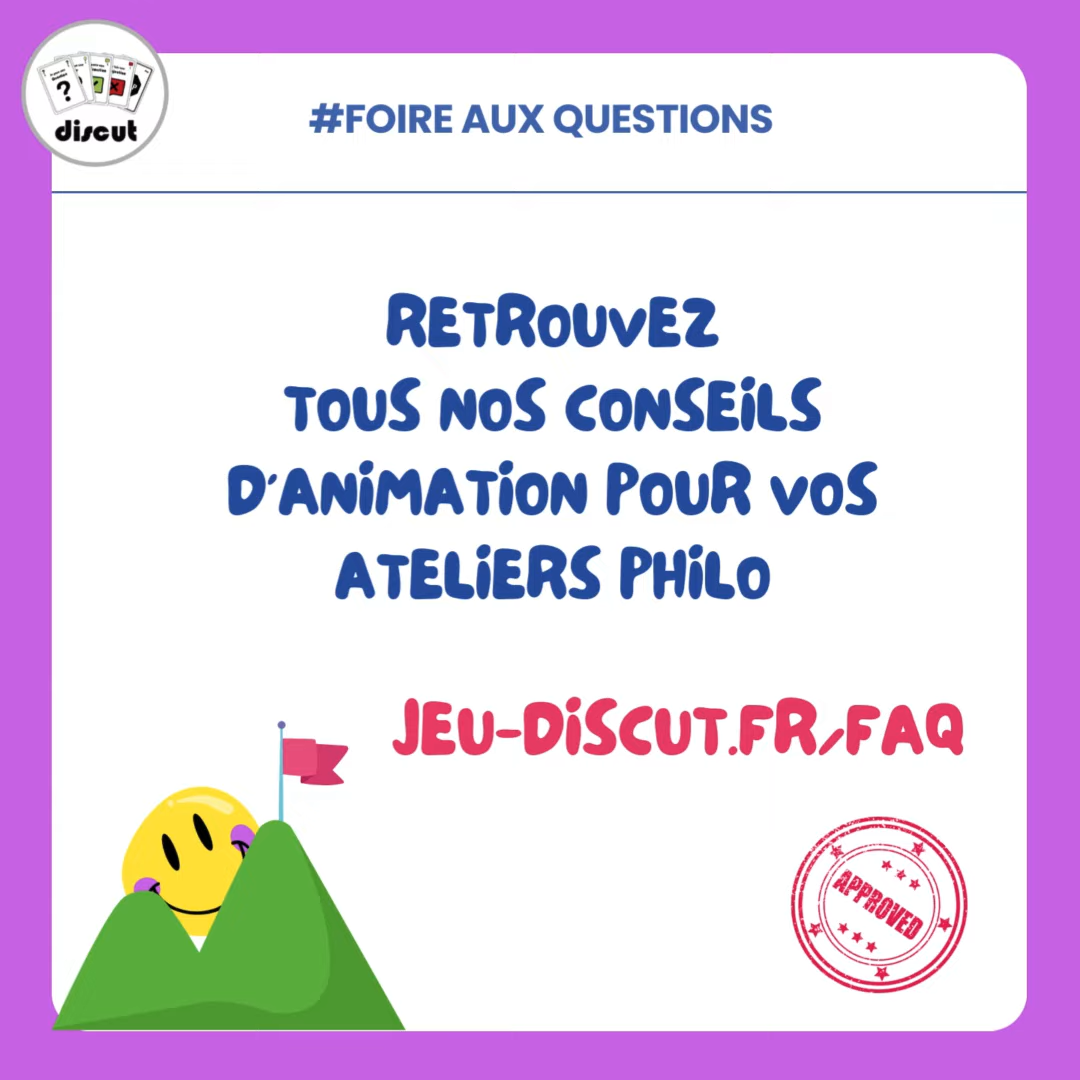 discut
#FOIRE AUX QUESTIONS
RETROUVEZ
TOUS NOS CONSEILS
D'ANIMATION POUR VOS
ATELIERS PHILO
JEU-DISCUT.FR/FAQ
APPROVED